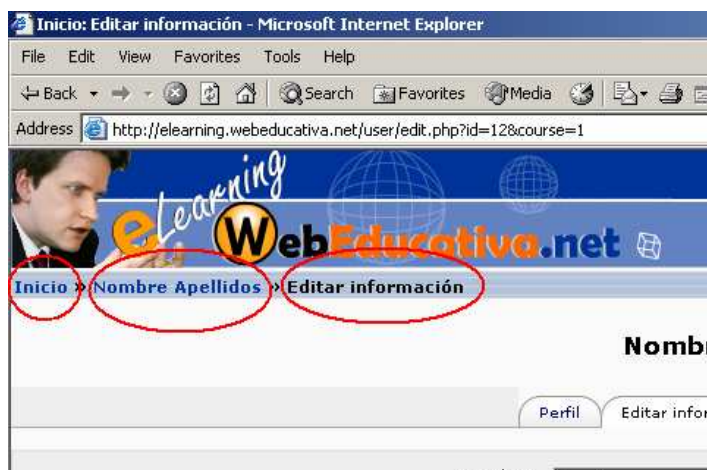 Inicio: Editar información - Microsoft Internet Explorer
File Edit View Favorites Tools Help
Back Search Favorites Media
Address http://elearning.webeducativa.net/user/edit.php?id=12&course=1
eLearning
WebEducativa.net
Inicio » Nombre Apellidos » Editar información
Nomb
Perfil Editar infor